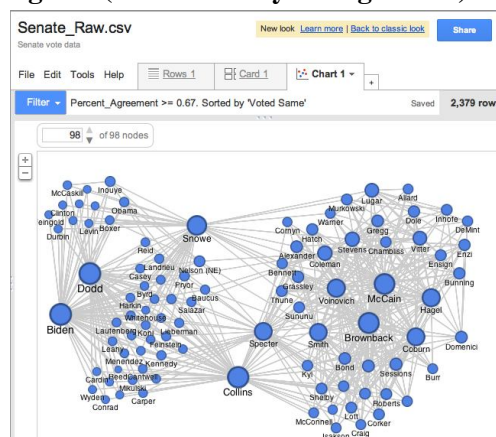 Senate_Raw.csv
Senate vote data
New look Learn more | Back to classic look
Share
File Edit Tools Help
Rows 1
Card 1
Chart 1
+
Filter
Percent_Agreement >= 0.67. Sorted by 'Voted Same'
Saved
2,379 row
98 of 98 nodes
+
−
McCaskill
Inouye
Clinton
Obama
eingold
Levin
Boxer
Durbin
Snowe
Reid
Landrieu
Nelson (NE)
Casey
Pryor
Byrd
Baucus
Dodd
Harkin
Salazar
Whitehouse
Biden
Lautenberg
Kohl
Lieberman
Leahy
Feinstein
Menendez
Kennedy
Cardin
Reed
Cantwell
Wyden
Mikulski
Conrad
Carper
Collins
Specter
Lugar
Allard
Murkowski
Warner
Dole
Inhofe
Cornyn
Hatch
Gregg
DeMint
Alexander
Stevens
Chambliss
Vitter
Enzi
Coleman
Ensign
Bennett
Bunning
Grassley
Voinovich
McCain
Thune
Hagel
Sununu
Smith
Brownback
Coburn
Domenici
Kyl
Bond
Sessions
Burr
Shelby
Roberts
McConnell
Lott
Corker
Isakson
Craig